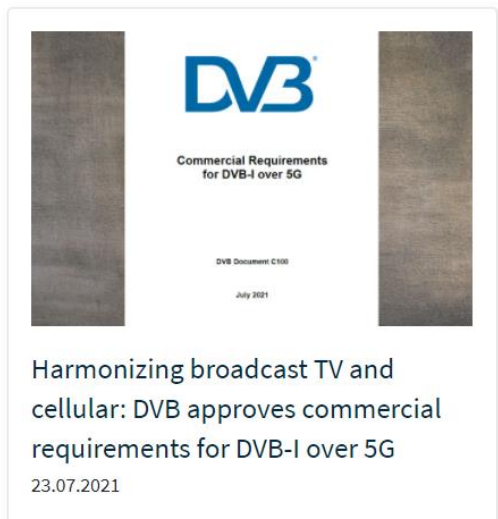 DVB
Commercial Requirements
for DVB-I over 5G
DVB Document C100
July 2021
Harmonizing broadcast TV and
cellular: DVB approves commercial
requirements for DVB-I over 5G
23.07.2021